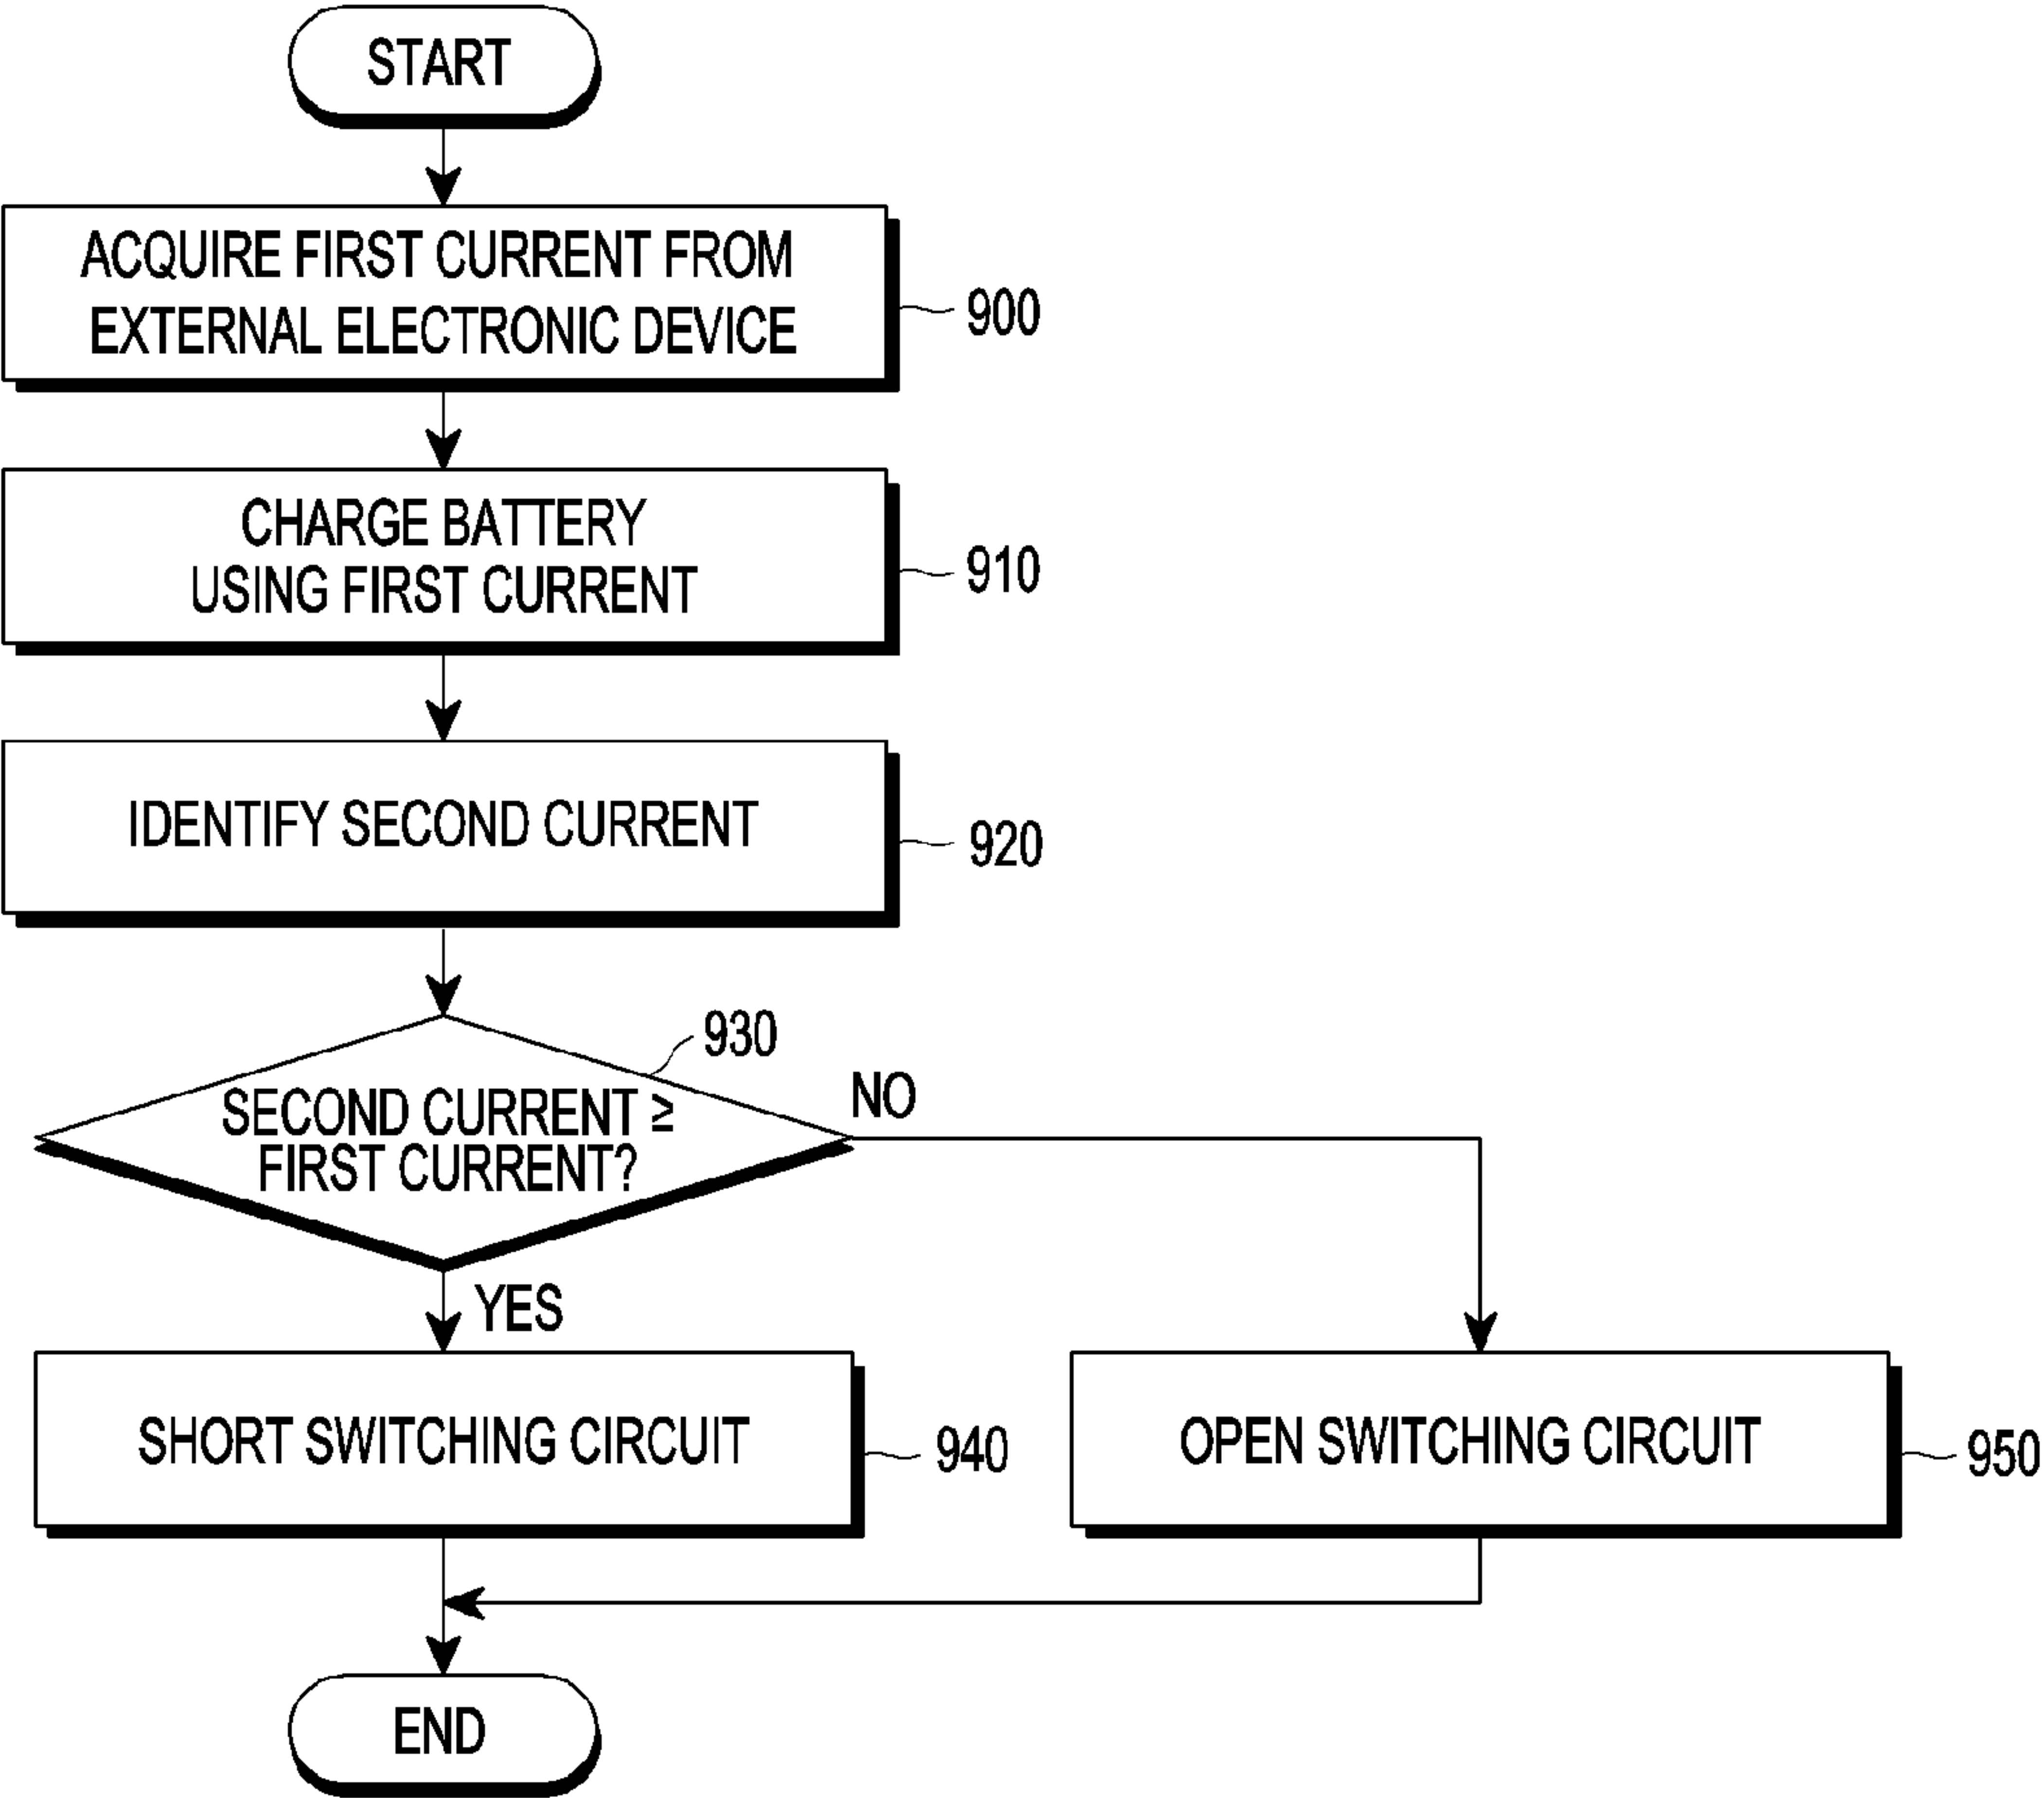 START
ACQUIRE FIRST CURRENT FROM
EXTERNAL ELECTRONIC DEVICE
900
CHARGE BATTERY
USING FIRST CURRENT
910
IDENTIFY SECOND CURRENT
920
930
SECOND CURRENT ≥
FIRST CURRENT?
NO
YES
SHORT SWITCHING CIRCUIT
940
OPEN SWITCHING CIRCUIT
950
END